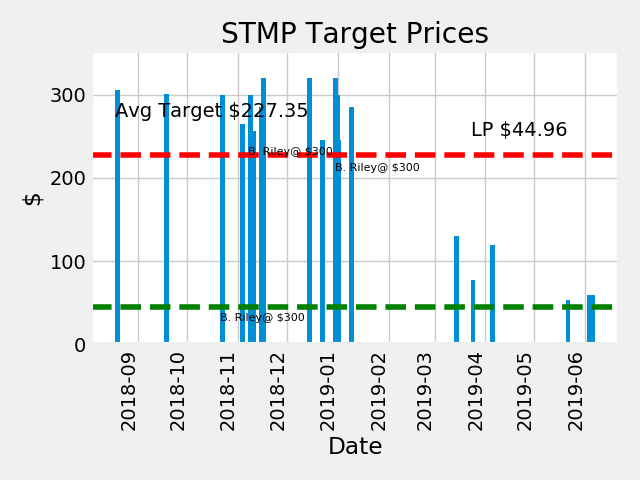 STMP Target Prices
300
Avg Target $227.35
LP $44.96
B. Riley@ $300
B. Riley@ $300
200
$
100
B. Riley@ $300
0
2018-09
2018-10
2018-11
2018-12
2019-01
2019-02
2019-03
2019-04
2019-05
2019-06
Date